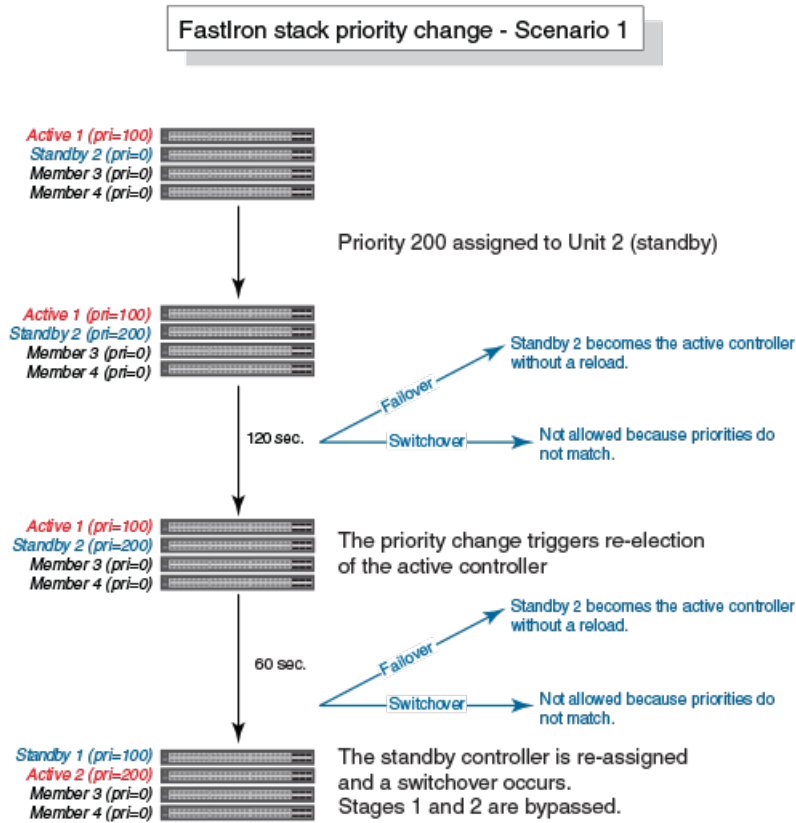 FastIron stack priority change - Scenario 1
Active 1 (pri=100)
Standby 2 (pri=0)
Member 3 (pri=0)
Member 4 (pri=0)
Priority 200 assigned to Unit 2 (standby)
Active 1 (pri=100)
Standby 2 (pri=200)
Member 3 (pri=0)
Member 4 (pri=0)
Standby 2 becomes the active controller
without a reload.
Failover
120 sec.
Switchover
Not allowed because priorities do
not match.
Active 1 (pri=100)
Standby 2 (pri=200)
Member 3 (pri=0)
Member 4 (pri=0)
The priority change triggers re-election
of the active controller
Standby 2 becomes the active controller
without a reload.
Failover
60 sec.
Switchover
Not allowed because priorities do
not match.
Standby 1 (pri=100)
Active 2 (pri=200)
Member 3 (pri=0)
Member 4 (pri=0)
The standby controller is re-assigned
and a switchover occurs.
Stages 1 and 2 are bypassed.